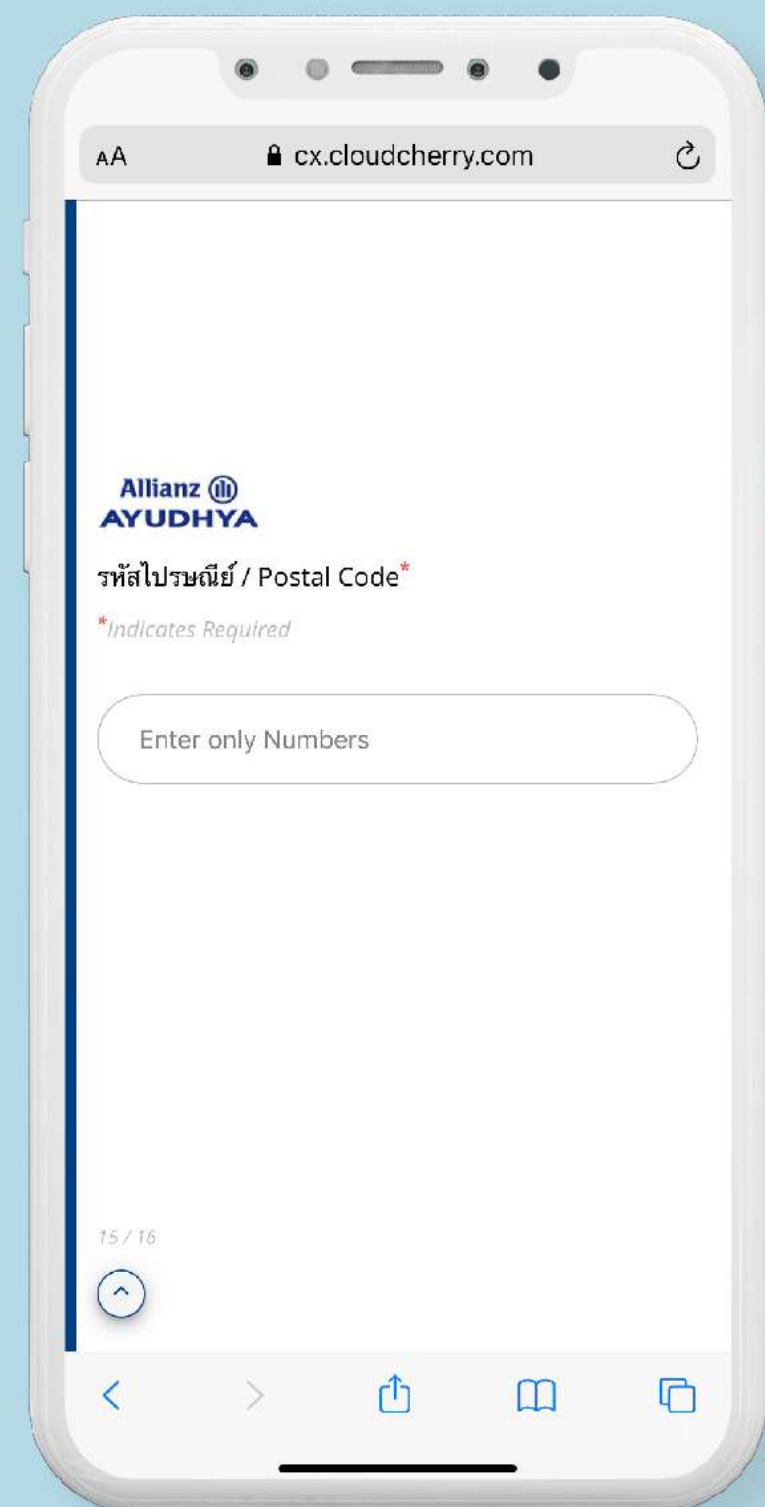 AA cx.cloudcherry.com
Allianz
AYUDHYA
รหัสไปรษณีย์ / Postal Code*
*Indicates Required
Enter only Numbers
15 / 16